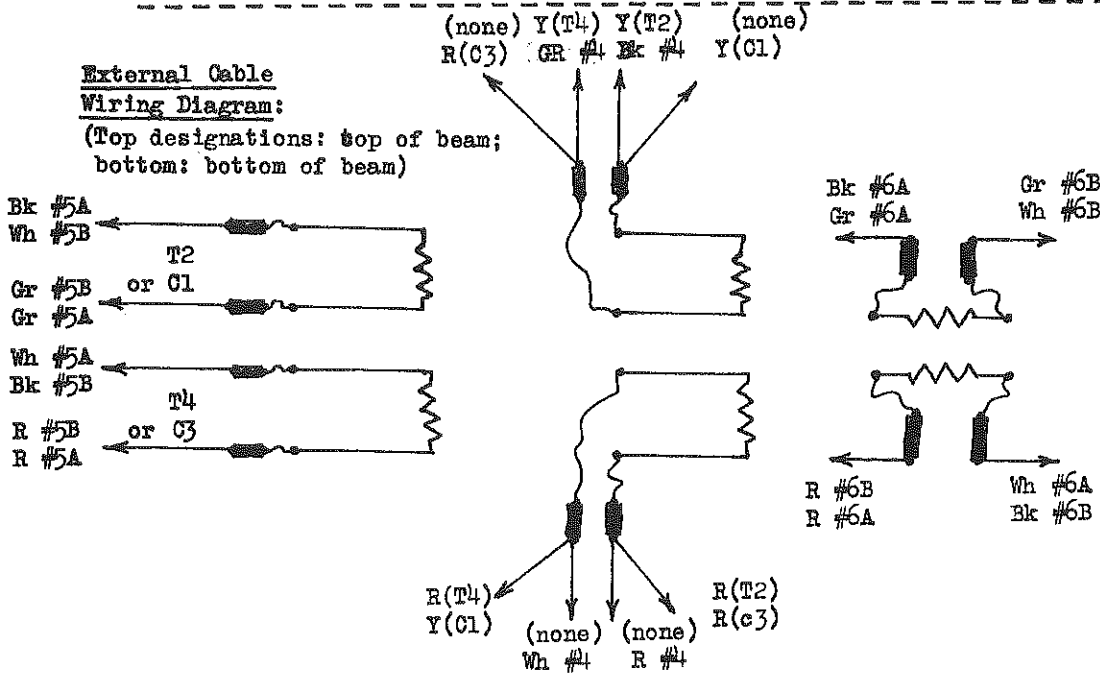 (none) Y(T4) Y(T2) (none)
R(C3) GR #4 Bk #4 Y(C1)
External Cable
Wiring Diagram:
(Top designations: top of beam;
bottom: bottom of beam)
Bk #5A
Wh #5B
T2
or C1
Gr #5B
Gr #5A
Wh #5A
Bk #5B
T4
or C3
R #5B
R #5A
Bk #6A
Gr #6A
Gr #6B
Wh #6B
R #6B
R #6A
Wh #6A
Bk #6B
R(T4)
Y(C1)
(none)
Wh #4
(none)
R #4
R(T2)
R(c3)